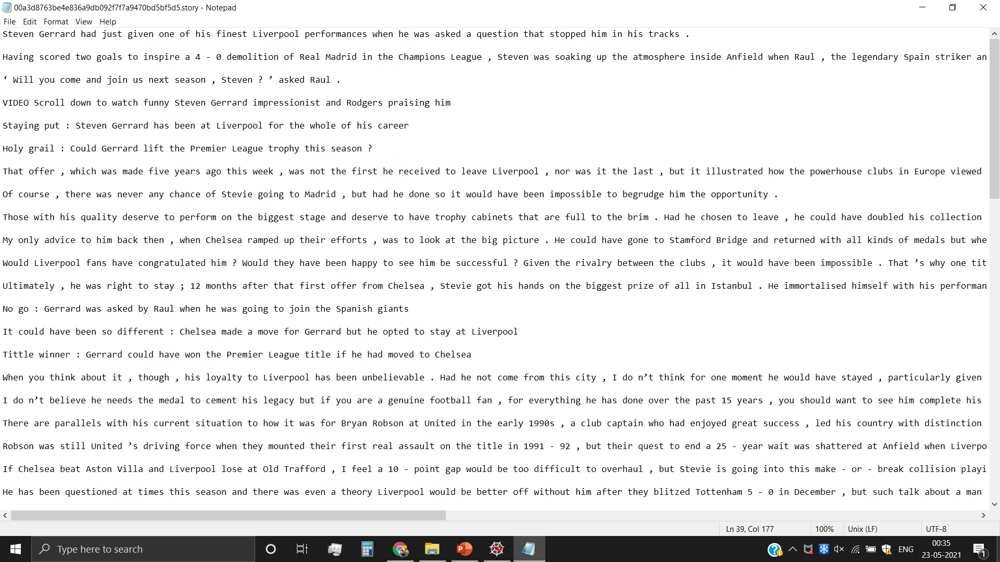 00a3d8763be4e836a9db092f7f7a9470bd5bf5d5.story - Notepad
File Edit Format View Help
Steven Gerrard had just given one of his finest Liverpool performances when he was asked a question that stopped him in his tracks .
Having scored two goals to inspire a 4 - 0 demolition of Real Madrid in the Champions League , Steven was soaking up the atmosphere inside Anfield when Raul , the legendary Spain striker an
‘ Will you come and join us next season , Steven ? ’ asked Raul .
VIDEO Scroll down to watch funny Steven Gerrard impressionist and Rodgers praising him
Staying put : Steven Gerrard has been at Liverpool for the whole of his career
Holy grail : Could Gerrard lift the Premier League trophy this season ?
That offer , which was made five years ago this week , was not the first he received to leave Liverpool , nor was it the last , but it illustrated how the powerhouse clubs in Europe viewed
Of course , there was never any chance of Stevie going to Madrid , but had he done so it would have been impossible to begrudge him the opportunity .
Those with his quality deserve to perform on the biggest stage and deserve to have trophy cabinets that are full to the brim . Had he chosen to leave , he could have doubled his collection
My only advice to him back then , when Chelsea ramped up their efforts , was to look at the big picture . He could have gone to Stamford Bridge and returned with all kinds of medals but whe
Would Liverpool fans have congratulated him ? Would they have been happy to see him be successful ? Given the rivalry between the clubs , it would have been impossible . That ’s why one tit
Ultimately , he was right to stay ; 12 months after that first offer from Chelsea , Stevie got his hands on the biggest prize of all in Istanbul . He immortalised himself with his performan
No go : Gerrard was asked by Raul when he was going to join the Spanish giants
It could have been so different : Chelsea made a move for Gerrard but he opted to stay at Liverpool
Tittle winner : Gerrard could have won the Premier League title if he had moved to Chelsea
When you think about it , though , his loyalty to Liverpool has been unbelievable . Had he not come from this city , I do n’t think for one moment he would have stayed , particularly given
I do n’t believe he needs the medal to cement his legacy but if you are a genuine football fan , for everything he has done over the past 15 years , you should want to see him complete his
There are parallels with his current situation to how it was for Bryan Robson at United in the early 1990s , a club captain who had enjoyed great success , led his country with distinction
Robson was still United ’s driving force when they mounted their first real assault on the title in 1991 - 92 , but their quest to end a 25 - year wait was shattered at Anfield when Liverpo
If Chelsea beat Aston Villa and Liverpool lose at Old Trafford , I feel a 10 - point gap would be too difficult to overhaul , but Stevie is going into this make - or - break collision playi
He has been questioned at times this season and there was even a theory Liverpool would be better off without him after they blitzed Tottenham 5 - 0 in December , but such talk about a man
Ln 39, Col 177 100% Unix (LF) UTF-8
Type here to search
ENG
00:35
23-05-2021
1